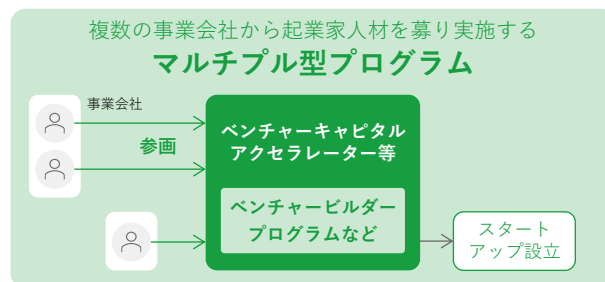 複数の事業会社から起業家人材を募り実施する
マルチプル型プログラム
事業会社
参画
ベンチャーキャピタル
アクセラレーター等
ベンチャービルダー
プログラムなど
スタート
アップ設立